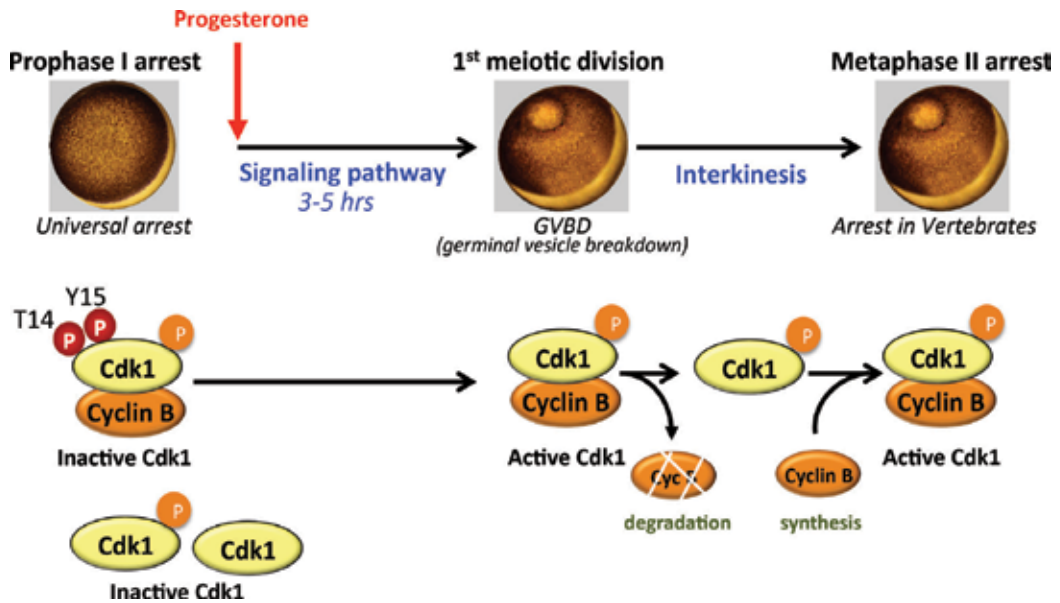 Progesterone
Prophase I arrest
1st meiotic division
Metaphase II arrest
Signaling pathway
3-5 hrs
Interkinesis
Universal arrest
GVBD
(germinal vesicle breakdown)
Arrest in Vertebrates
Y15
T14
P
P
P
Cdk1
Cyclin B
Inactive Cdk1
P
Cdk1
Cyclin B
Active Cdk1
P
Cdk1
P
Cdk1
Cyclin B
Active Cdk1
Cyc
degradation
Cyclin B
synthesis
P
Cdk1
Cdk1
Inactive Cdk1